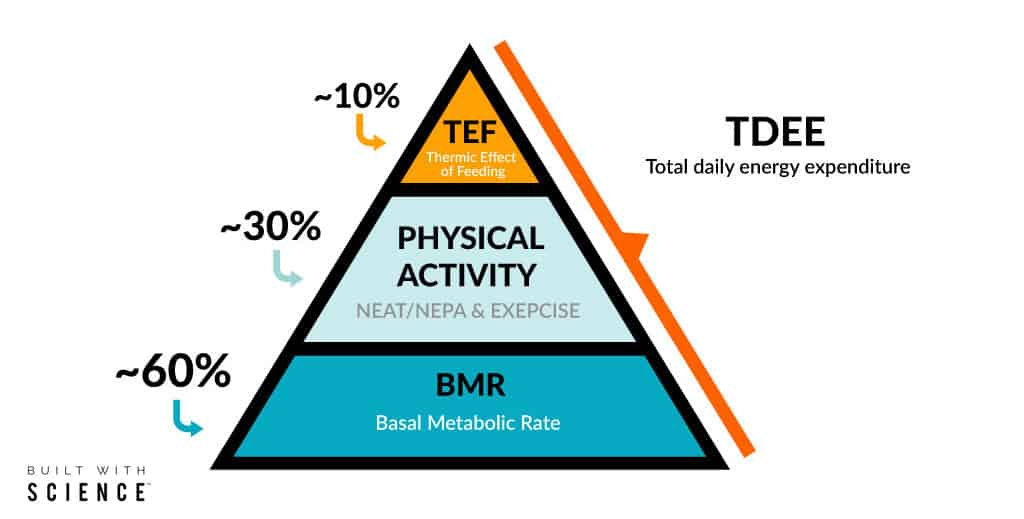 ~10%
TEF
Thermic Effect
of Feeding
TDEE
Total daily energy expenditure
~30%
PHYSICAL
ACTIVITY
NEAT/NEPA & EXEPCISE
~60%
BMR
Basal Metabolic Rate
BUILT WITH
SCIENCE™